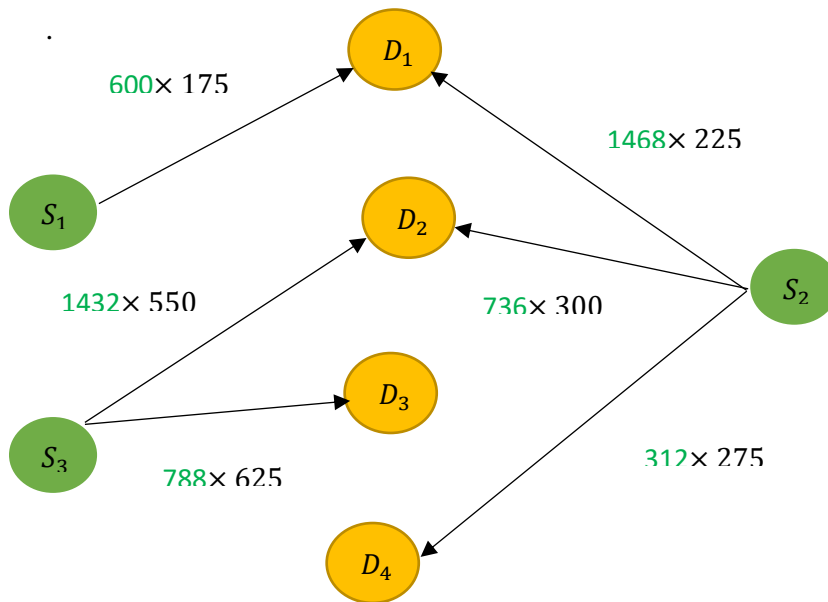 .
D₁
600× 175
1468× 225
S₁
D₂
S₂
1432× 550
736× 300
D₃
S₃
788× 625
312× 275
D₄